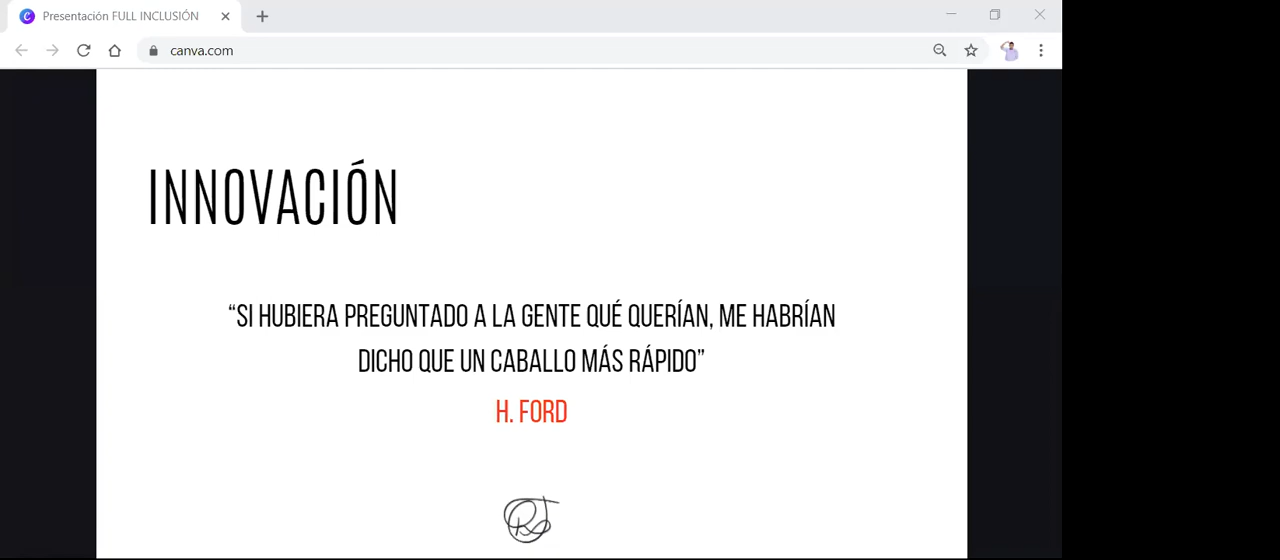 Presentación FULL INCLUSIÓN
canva.com
INNOVACIÓN
“SI HUBIERA PREGUNTADO A LA GENTE QUÉ QUERÍAN, ME HABRÍAN
DICHO QUE UN CABALLO MÁS RÁPIDO”
H. FORD